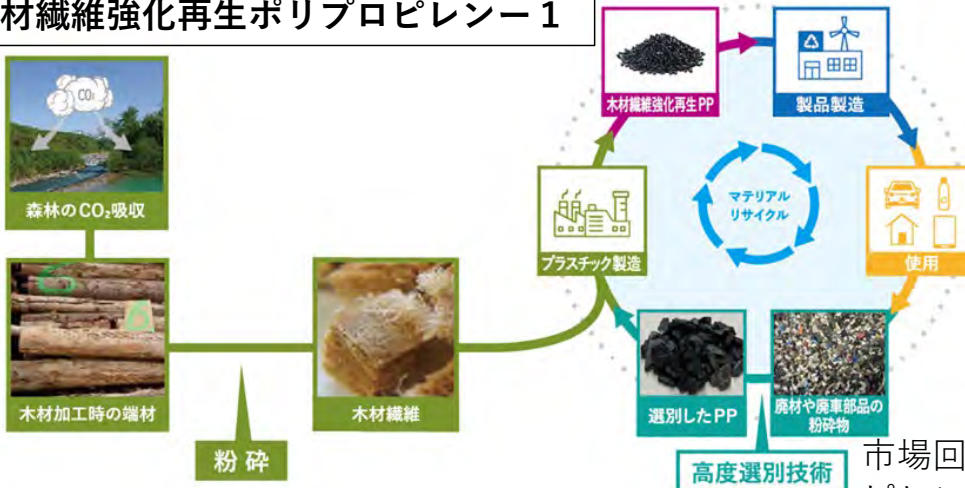 材繊維強化再生ポリプロピレンー１
CO₂
森林のCO₂吸収
木材加工時の端材
粉砕
木材繊維
プラスチック製造
木材繊維強化再生PP
製品製造
使用
マテリアル
リサイクル
廃材や廃車部品の
粉砕物
選別したPP
高度選別技術
市場回